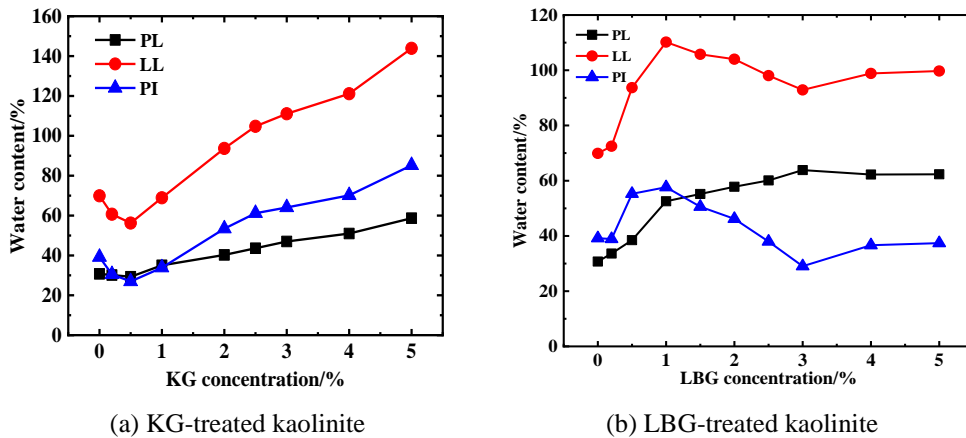 160
140
120
100
80
60
40
20
0
Water content/%
PL
LL
PI
0 1 2 3 4 5
KG concentration/%
(a) KG-treated kaolinite
120
100
80
60
40
20
0
Water content/%
PL
LL
PI
0 1 2 3 4 5
LBG concentration/%
(b) LBG-treated kaolinite